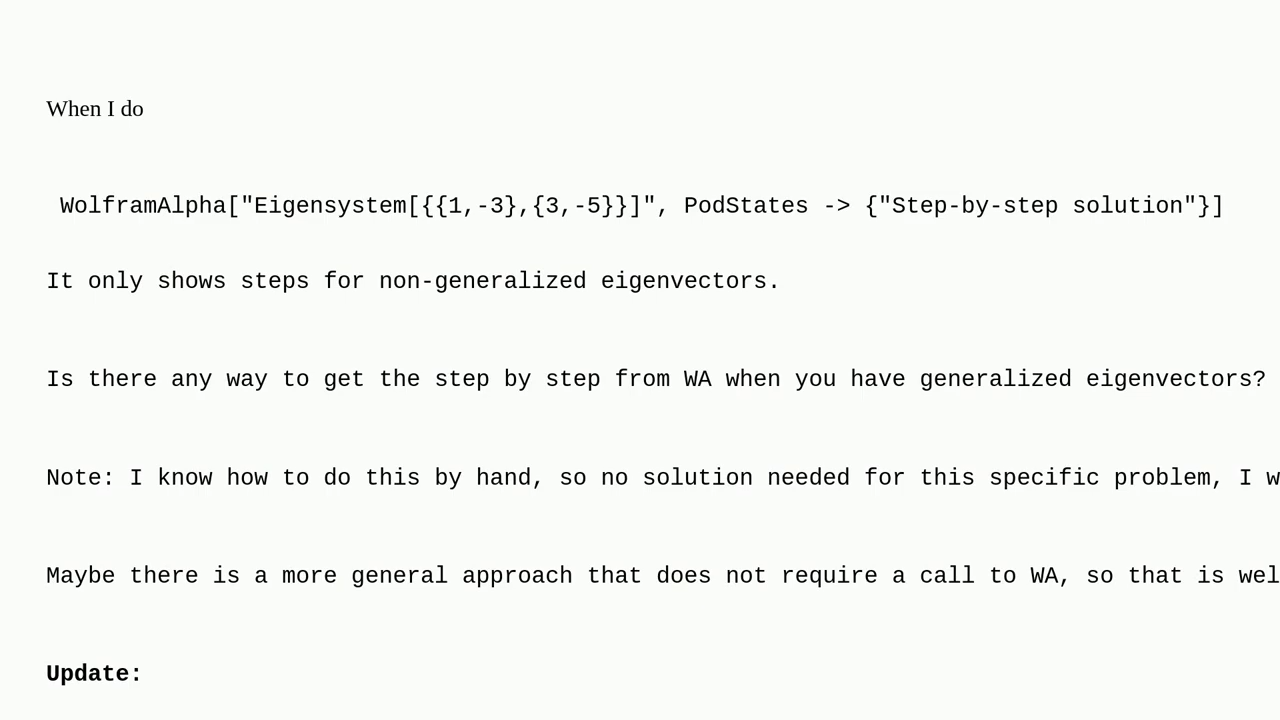 When I do
WolframAlpha["Eigensystem[{{1,-3},{3,-5}}]", PodStates -> {"Step-by-step solution"}]
It only shows steps for non-generalized eigenvectors.
Is there any way to get the step by step from WA when you have generalized eigenvectors?
Note: I know how to do this by hand, so no solution needed for this specific problem, I
Maybe there is a more general approach that does not require a call to WA, so that is
Update: